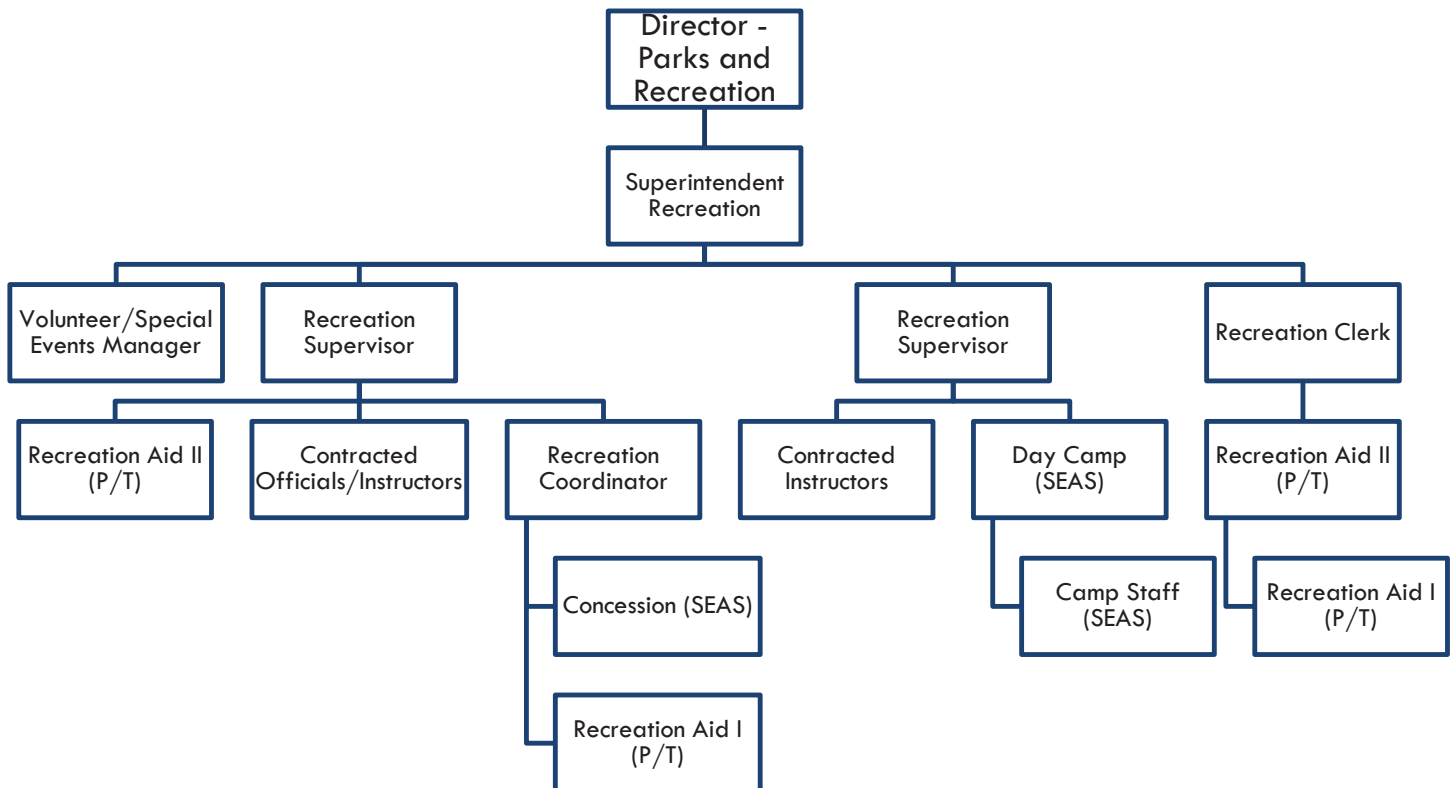 Director -
Parks and
Recreation
Superintendent
Recreation
Volunteer/Special
Events Manager
Recreation
Supervisor
Recreation
Supervisor
Recreation Clerk
Recreation Aid II
(P/T)
Contracted
Officials/Instructors
Recreation
Coordinator
Contracted
Instructors
Day Camp
(SEAS)
Recreation Aid II
(P/T)
Concession (SEAS)
Camp Staff
(SEAS)
Recreation Aid I
(P/T)
Recreation Aid I
(P/T)